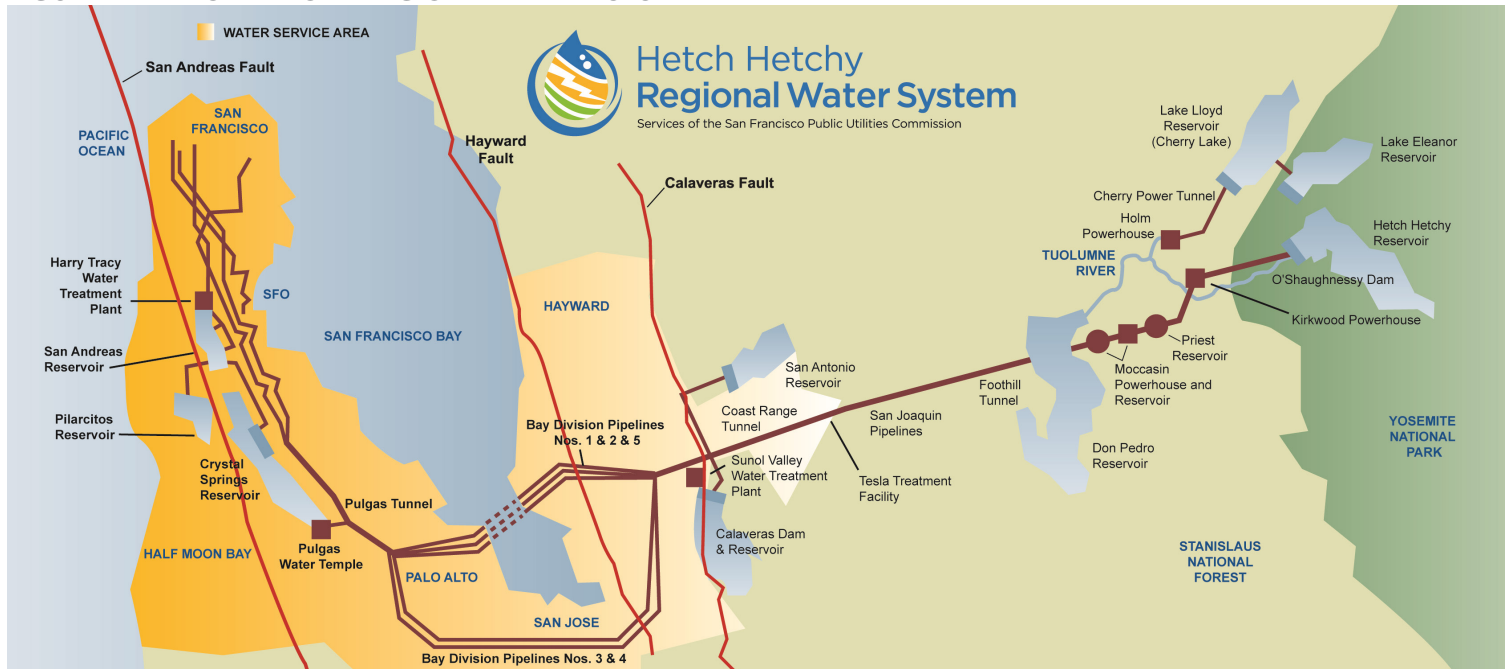 WATER SERVICE AREA
San Andreas Fault
Hetch Hetchy
Regional Water System
Services of the San Francisco Public Utilities Commission
SAN
FRANCISCO
PACIFIC
OCEAN
Hayward
Fault
Calaveras Fault
Lake Lloyd
Reservoir
(Cherry Lake)
Lake Eleanor
Reservoir
Cherry Power Tunnel
Holm
Powerhouse
Hetch Hetchy
Reservoir
TUOLUMNE
RIVER
O'Shaughnessy Dam
Kirkwood Powerhouse
Harry Tracy
Water
Treatment
Plant
SFO
HAYWARD
SAN FRANCISCO BAY
Priest
Reservoir
San Andreas
Reservoir
San Antonio
Reservoir
Moccasin
Powerhouse and
Reservoir
Foothill
Tunnel
Pilarcitos
Reservoir
Bay Division Pipelines
Nos. 1 & 2 & 5
Coast Range
Tunnel
San Joaquin
Pipelines
YOSEMITE
NATIONAL
PARK
Don Pedro
Reservoir
Crystal
Springs
Reservoir
Sunol Valley
Water Treatment
Plant
Tesla Treatment
Facility
Pulgas Tunnel
Calaveras Dam
& Reservoir
HALF MOON BAY
Pulgas
Water Temple
PALO ALTO
STANISLAUS
NATIONAL
FOREST
SAN JOSE
Bay Division Pipelines Nos. 3 & 4